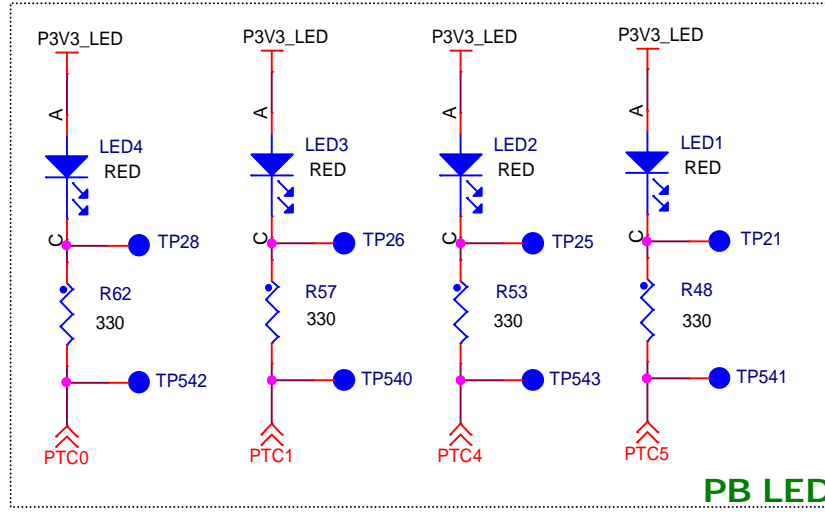 P3V3_LED P3V3_LED P3V3_LED P3V3_LED
A A A A
LED4 LED3 LED2 LED1
RED RED RED RED
C C C C
TP28 TP26 TP25 TP21
R62 R57 R53 R48
330 330 330 330
TP542 TP540 TP543 TP541
PTC0 PTC1 PTC4 PTC5
PB LED